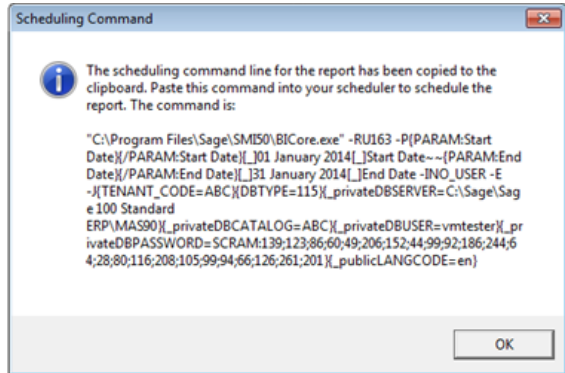 Scheduling Command
The scheduling command line for the report has been copied to the
clipboard. Paste this command into your scheduler to schedule the
report. The command is:
"C:\Program Files\Sage\SMI50\BICore.exe" -RU163 -P{PARAM:Start
Date}{/PARAM:Start Date}[_]01 January 2014[_]Start Date~~{PARAM:End
Date}{/PARAM:End Date}[_]31 January 2014[_]End Date -INO_USER -E
-J{TENANT_CODE=ABC}{DBTYPE=115}{_privateDBSERVER=C:\Sage\Sag
e 100 Standard
ERP\MAS90}{_privateDBCATALOG=ABC}{_privateDBUSER=vmtester}{_pr
ivateDBPASSWORD=SCRAM:139;123;86;60;49;206;152;44;99;92;186;244;6
4;28;80;116;208;105;99;94;66;126;261;201}{_publicLANGCODE=en}
OK